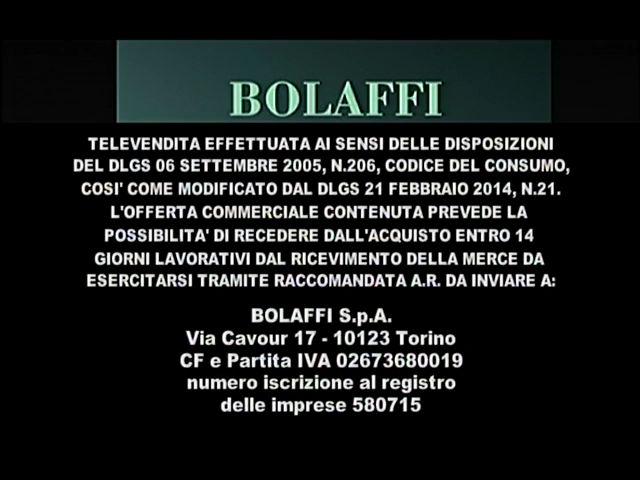 BOLAFFI
TELEVENDITA EFFETTUATA AI SENSI DELLE DISPOSIZIONI
DEL DLGS 06 SETTEMBRE 2005, N.206, CODICE DEL CONSUMO,
COSI' COME MODIFICATO DAL DLGS 21 FEBBRAIO 2014, N.21.
L'OFFERTA COMMERCIALE CONTENUTA PREVEDE LA
POSSIBILITA' DI RECEDERE DALL'ACQUISTO ENTRO 14
GIORNI LAVORATIVI DAL RICEVIMENTO DELLA MERCE DA
ESERCITARSI TRAMITE RACCOMANDATA A.R. DA INVIARE A:
BOLAFFI S.p.A.
Via Cavour 17 - 10123 Torino
CF e Partita IVA 02673680019
numero iscrizione al registro
delle imprese 580715